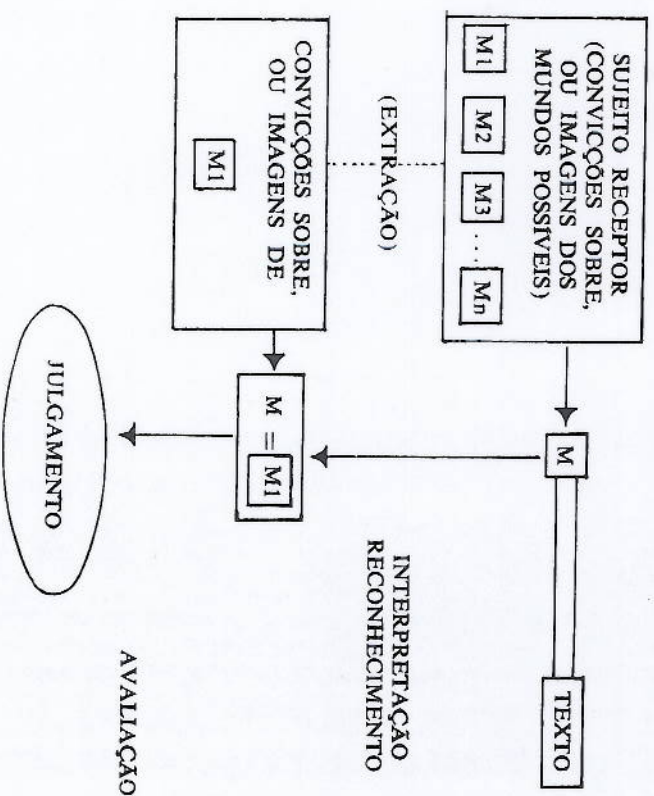 SUJEITO RECEPTOR
(CONVICÇÕES SOBRE,
OU IMAGENS DOS
MUNDOS POSSÍVEIS)
M1 M2 M3 ... Mn
M
TEXTO
(EXTRAÇÃO)
INTERPRETAÇÃO
RECONHECIMENTO
CONVICÇÕES SOBRE,
OU IMAGENS DE
M1
M = M1
AVALIAÇÃO
JULGAMENTO